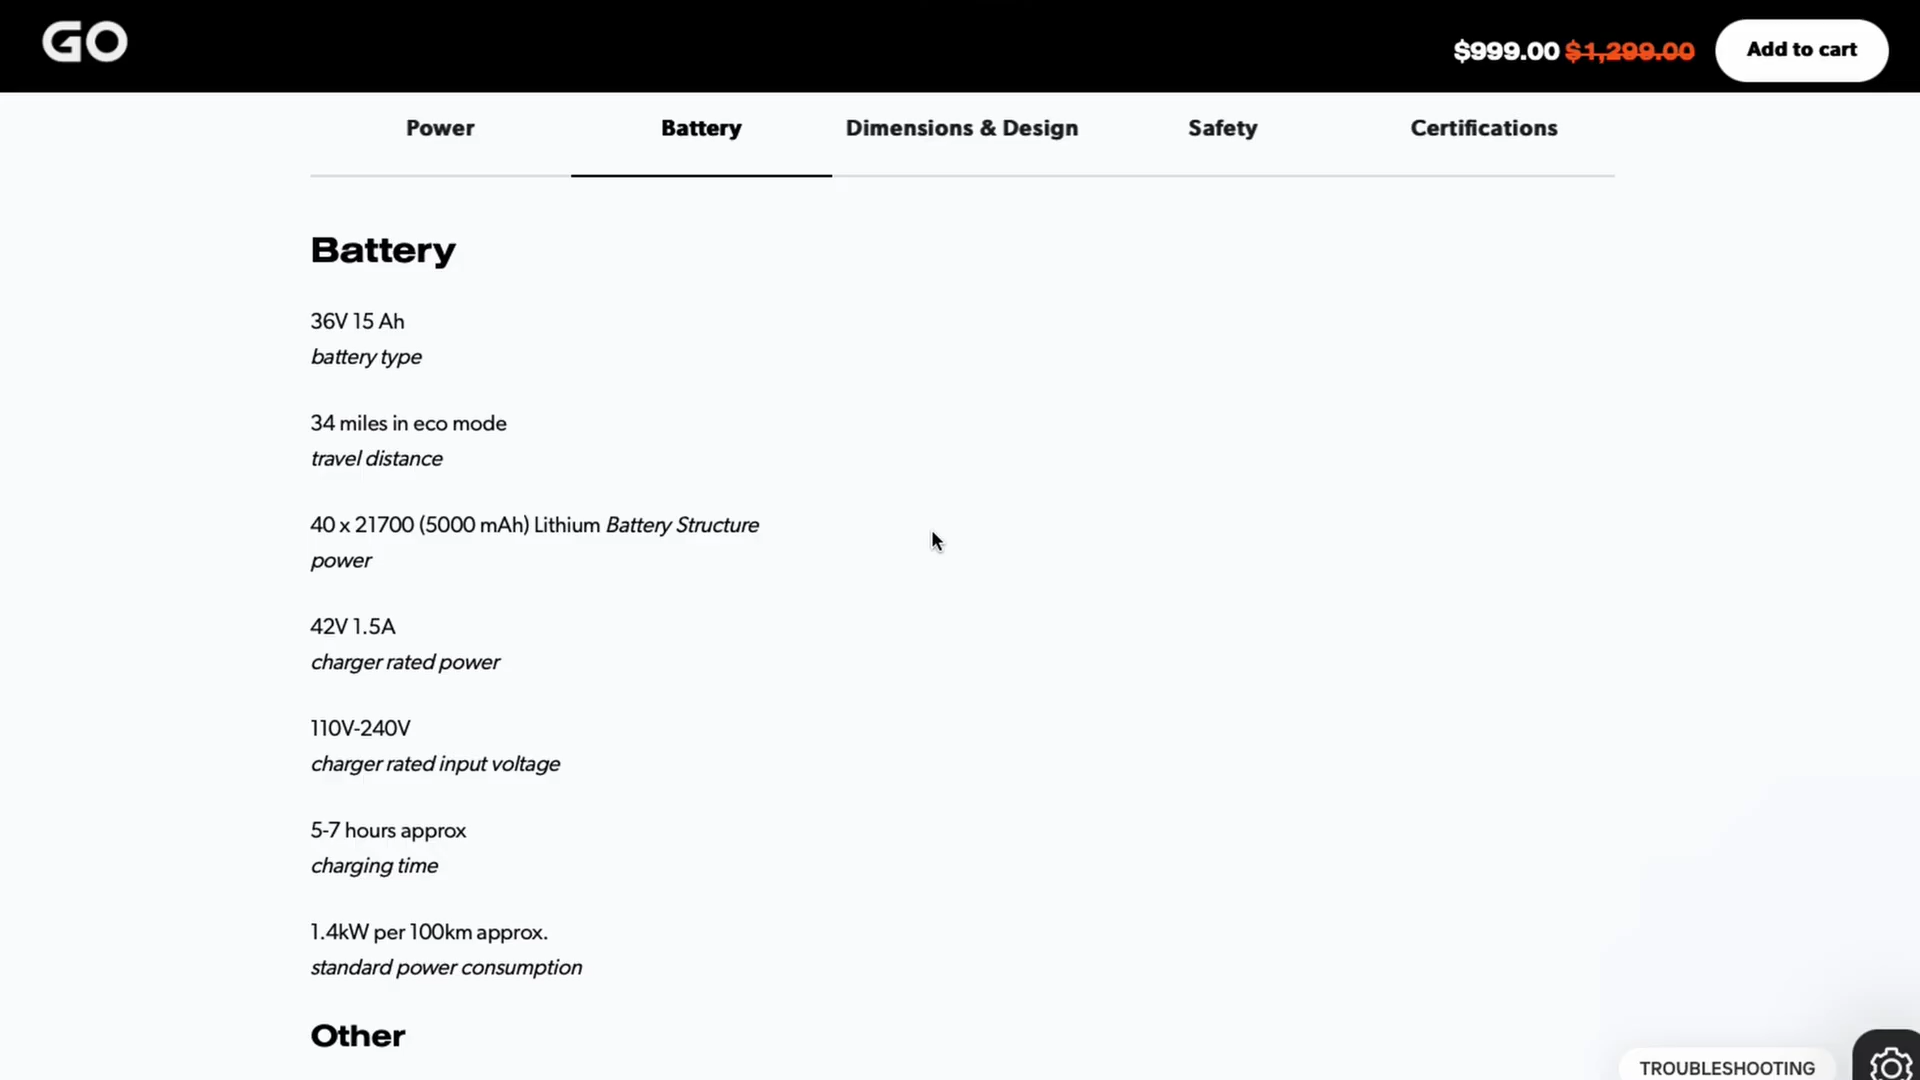 GO
$999.00 $1,299.00 Add to cart
Power Battery Dimensions & Design Safety Certifications
Battery
36V 15 Ah
battery type
34 miles in eco mode
travel distance
40 x 21700 (5000 mAh) Lithium Battery Structure
power
42V 1.5A
charger rated power
110V-240V
charger rated input voltage
5-7 hours approx
charging time
1.4kW per 100km approx.
standard power consumption
Other
TROUBLESHOOTING